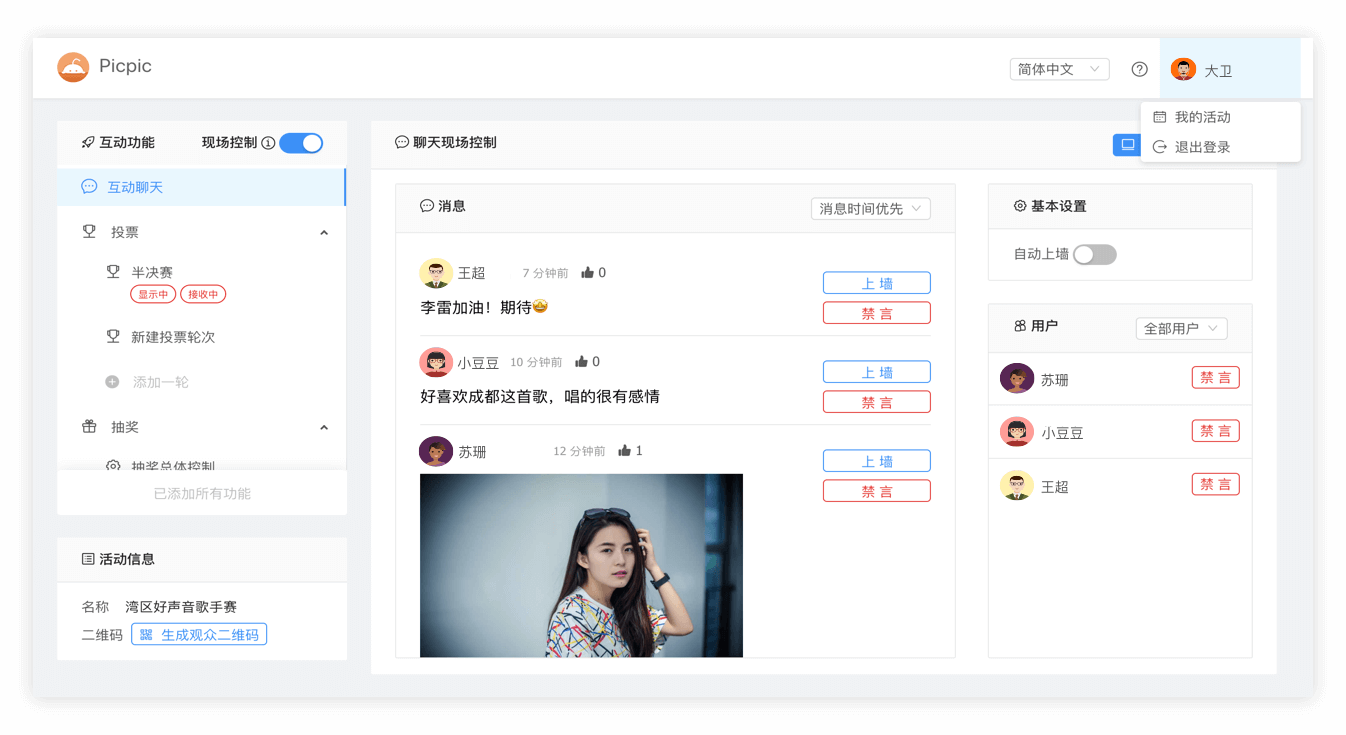 Picpic
简体中文
大卫
我的活动
退出登录
互动功能
现场控制
互动聊天
投票
半决赛
显示中 接收中
新建投票轮次
添加一轮
抽奖
抽奖总体控制
已添加所有功能
活动信息
名称 湾区好声音歌手赛
二维码 生成观众二维码
聊天现场控制
消息
消息时间优先
王超 7 分钟前 0
上 墙
李雷加油！期待🤩
禁 言
小豆豆 10 分钟前 0
上 墙
好喜欢成都这首歌，唱的很有感情
禁 言
苏珊 12 分钟前 1
上 墙
禁 言
基本设置
自动上墙
用户
全部用户
苏珊 禁 言
小豆豆 禁 言
王超 禁 言